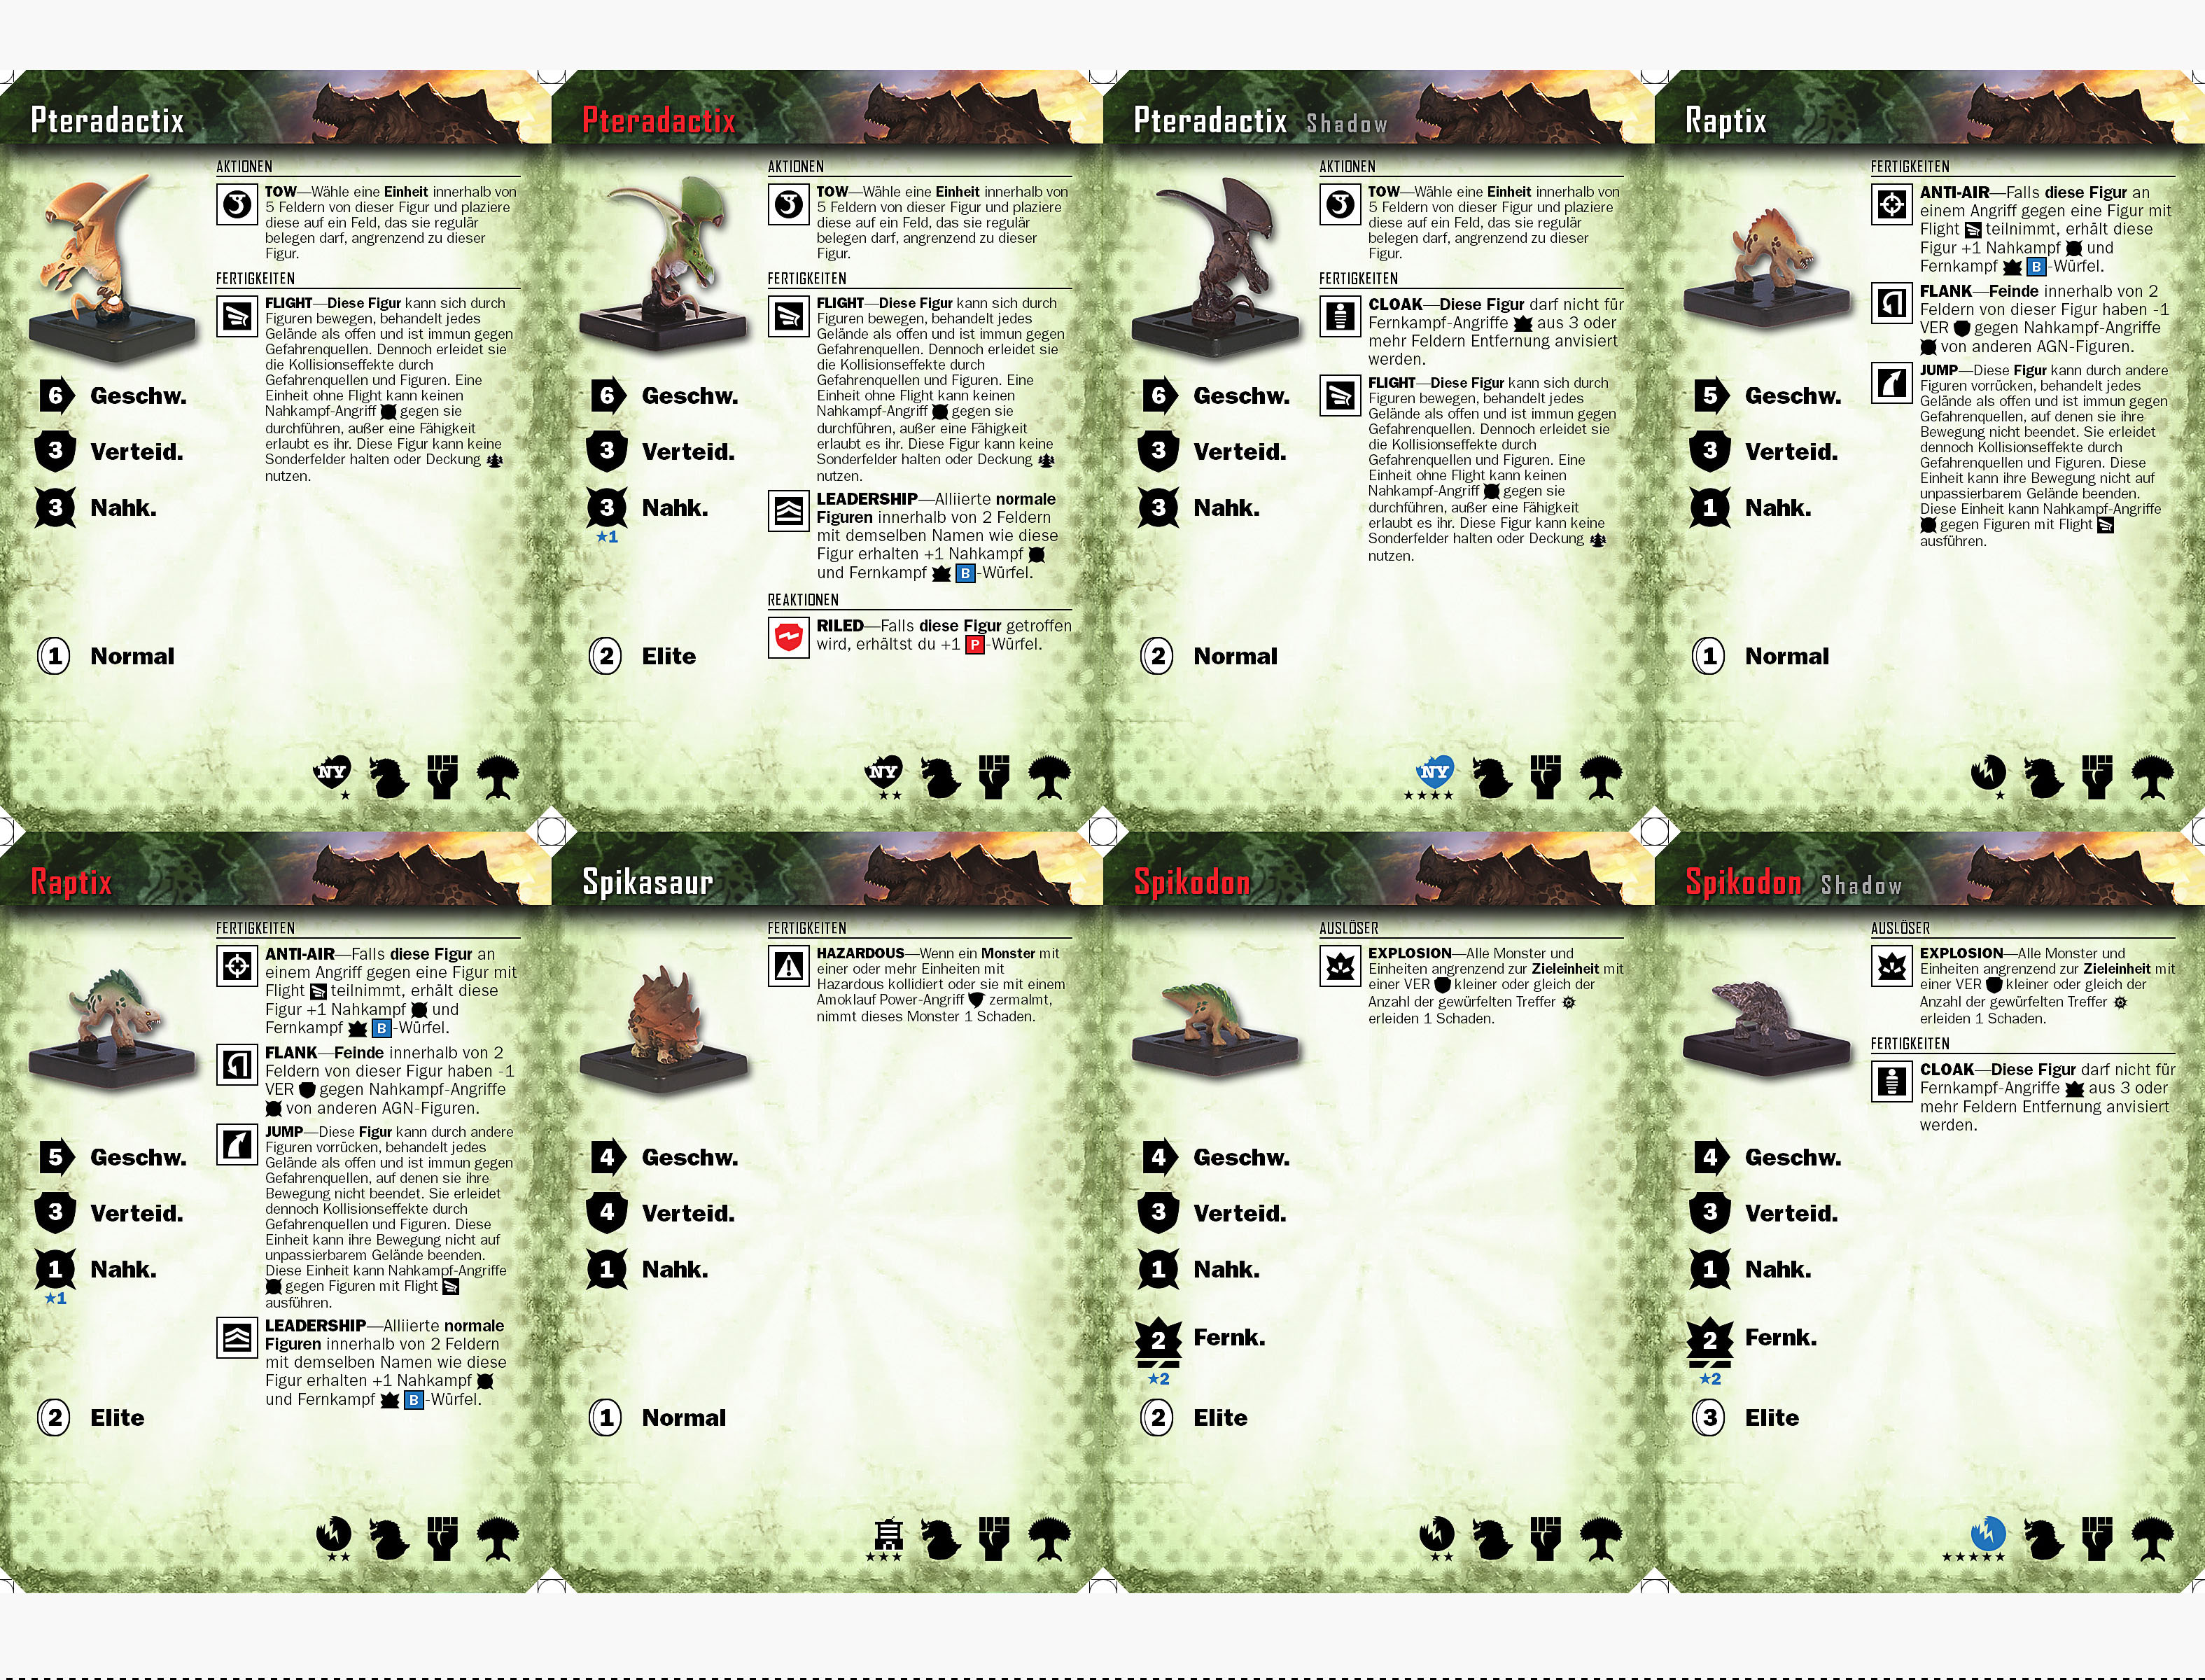 Pteradactix
AKTIONEN
3
TOW—Wähle eine Einheit innerhalb von
5 Feldern von dieser Figur und plaziere
diese auf ein Feld, das sie regulär
belegen darf, angrenzend zu dieser
Figur.
FERTIGKEITEN
FLIGHT—Diese Figur kann sich durch
Figuren bewegen, behandelt jedes
Gelände als offen und ist immun gegen
Gefahrenquellen. Dennoch erleidet sie
die Kollisionseffekte durch
Gefahrenquellen und Figuren. Eine
Einheit ohne Flight kann keinen
Nahkampf-Angriff gegen sie
durchführen, außer eine Fähigkeit
erlaubt es ihr. Diese Figur kann keine
Sonderfelder halten oder Deckung
nutzen.
6 Geschw.
3 Verteid.
3 Nahk.
1 Normal
NY
★
Pteradactix
AKTIONEN
TOW—Wähle eine Einheit innerhalb von
5 Feldern von dieser Figur und plaziere
diese auf ein Feld, das sie regulär
belegen darf, angrenzend zu dieser
Figur.
FERTIGKEITEN
FLIGHT—Diese Figur kann sich durch
Figuren bewegen, behandelt jedes
Gelände als offen und ist immun gegen
Gefahrenquellen. Dennoch erleidet sie
die Kollisionseffekte durch
Gefahrenquellen und Figuren. Eine
Einheit ohne Flight kann keinen
Nahkampf-Angriff gegen sie
durchführen, außer eine Fähigkeit
erlaubt es ihr. Diese Figur kann keine
Sonderfelder halten oder Deckung
nutzen.
LEADERSHIP—Alliierte normale
Figuren innerhalb von 2 Feldern
mit demselben Namen wie diese
Figur erhalten +1 Nahkampf
und Fernkampf B-Würfel.
REAKTIONEN
RILED—Falls diese Figur getroffen
wird, erhältst du +1 P-Würfel.
6 Geschw.
3 Verteid.
3 Nahk.
★1
2 Elite
NY
★★
Pteradactix Shadow
AKTIONEN
TOW—Wähle eine Einheit innerhalb von
5 Feldern von dieser Figur und plaziere
diese auf ein Feld, das sie regulär
belegen darf, angrenzend zu dieser
Figur.
FERTIGKEITEN
CLOAK—Diese Figur darf nicht für
Fernkampf-Angriffe aus 3 oder
mehr Feldern Entfernung anvisiert
werden.
FLIGHT—Diese Figur kann sich durch
Figuren bewegen, behandelt jedes
Gelände als offen und ist immun gegen
Gefahrenquellen. Dennoch erleidet sie
die Kollisionseffekte durch
Gefahrenquellen und Figuren. Eine
Einheit ohne Flight kann keinen
Nahkampf-Angriff gegen sie
durchführen, außer eine Fähigkeit
erlaubt es ihr. Diese Figur kann keine
Sonderfelder halten oder Deckung
nutzen.
6 Geschw.
3 Verteid.
3 Nahk.
2 Normal
NY
★★★★
Raptix
FERTIGKEITEN
ANTI-AIR—Falls diese Figur an
einem Angriff gegen eine Figur mit
Flight teilnimmt, erhält diese
Figur +1 Nahkampf und
Fernkampf B-Würfel.
FLANK—Feinde innerhalb von 2
Feldern von dieser Figur haben -1
VER gegen Nahkampf-Angriffe
von anderen AGN-Figuren.
JUMP—Diese Figur kann durch andere
Figuren vorrücken, behandelt jedes
Gelände als offen und ist immun gegen
Gefahrenquellen, auf denen sie ihre
Bewegung nicht beendet. Sie erleidet
dennoch Kollisionseffekte durch
Gefahrenquellen und Figuren. Diese
Einheit kann ihre Bewegung nicht auf
unpassierbarem Gelände beenden.
Diese Einheit kann Nahkampf-Angriffe
gegen Figuren mit Flight
ausführen.
5 Geschw.
3 Verteid.
1 Nahk.
1 Normal
★
Raptix
FERTIGKEITEN
ANTI-AIR—Falls diese Figur an
einem Angriff gegen eine Figur mit
Flight teilnimmt, erhält diese
Figur +1 Nahkampf und
Fernkampf B-Würfel.
FLANK—Feinde innerhalb von 2
Feldern von dieser Figur haben -1
VER gegen Nahkampf-Angriffe
von anderen AGN-Figuren.
JUMP—Diese Figur kann durch andere
Figuren vorrücken, behandelt jedes
Gelände als offen und ist immun gegen
Gefahrenquellen, auf denen sie ihre
Bewegung nicht beendet. Sie erleidet
dennoch Kollisionseffekte durch
Gefahrenquellen und Figuren. Diese
Einheit kann ihre Bewegung nicht auf
unpassierbarem Gelände beenden.
Diese Einheit kann Nahkampf-Angriffe
gegen Figuren mit Flight
ausführen.
LEADERSHIP—Alliierte normale
Figuren innerhalb von 2 Feldern
mit demselben Namen wie diese
Figur erhalten +1 Nahkampf
und Fernkampf B-Würfel.
5 Geschw.
3 Verteid.
1 Nahk.
★1
2 Elite
★★
Spikasaur
FERTIGKEITEN
HAZARDOUS—Wenn ein Monster mit
einer oder mehr Einheiten mit
Hazardous kollidiert oder sie mit einem
Amoklauf Power-Angriff zermalmt,
nimmt dieses Monster 1 Schaden.
4 Geschw.
4 Verteid.
1 Nahk.
1 Normal
★★★
Spikodon
AUSLÖSER
EXPLOSION—Alle Monster und
Einheiten angrenzend zur Zieleinheit mit
einer VER kleiner oder gleich der
Anzahl der gewürfelten Treffer
erleiden 1 Schaden.
4 Geschw.
3 Verteid.
1 Nahk.
2 Fernk.
★2
2 Elite
★★
Spikodon Shadow
AUSLÖSER
EXPLOSION—Alle Monster und
Einheiten angrenzend zur Zieleinheit mit
einer VER kleiner oder gleich der
Anzahl der gewürfelten Treffer
erleiden 1 Schaden.
FERTIGKEITEN
CLOAK—Diese Figur darf nicht für
Fernkampf-Angriffe aus 3 oder
mehr Feldern Entfernung anvisiert
werden.
4 Geschw.
3 Verteid.
1 Nahk.
2 Fernk.
★2
3 Elite
★★★★★